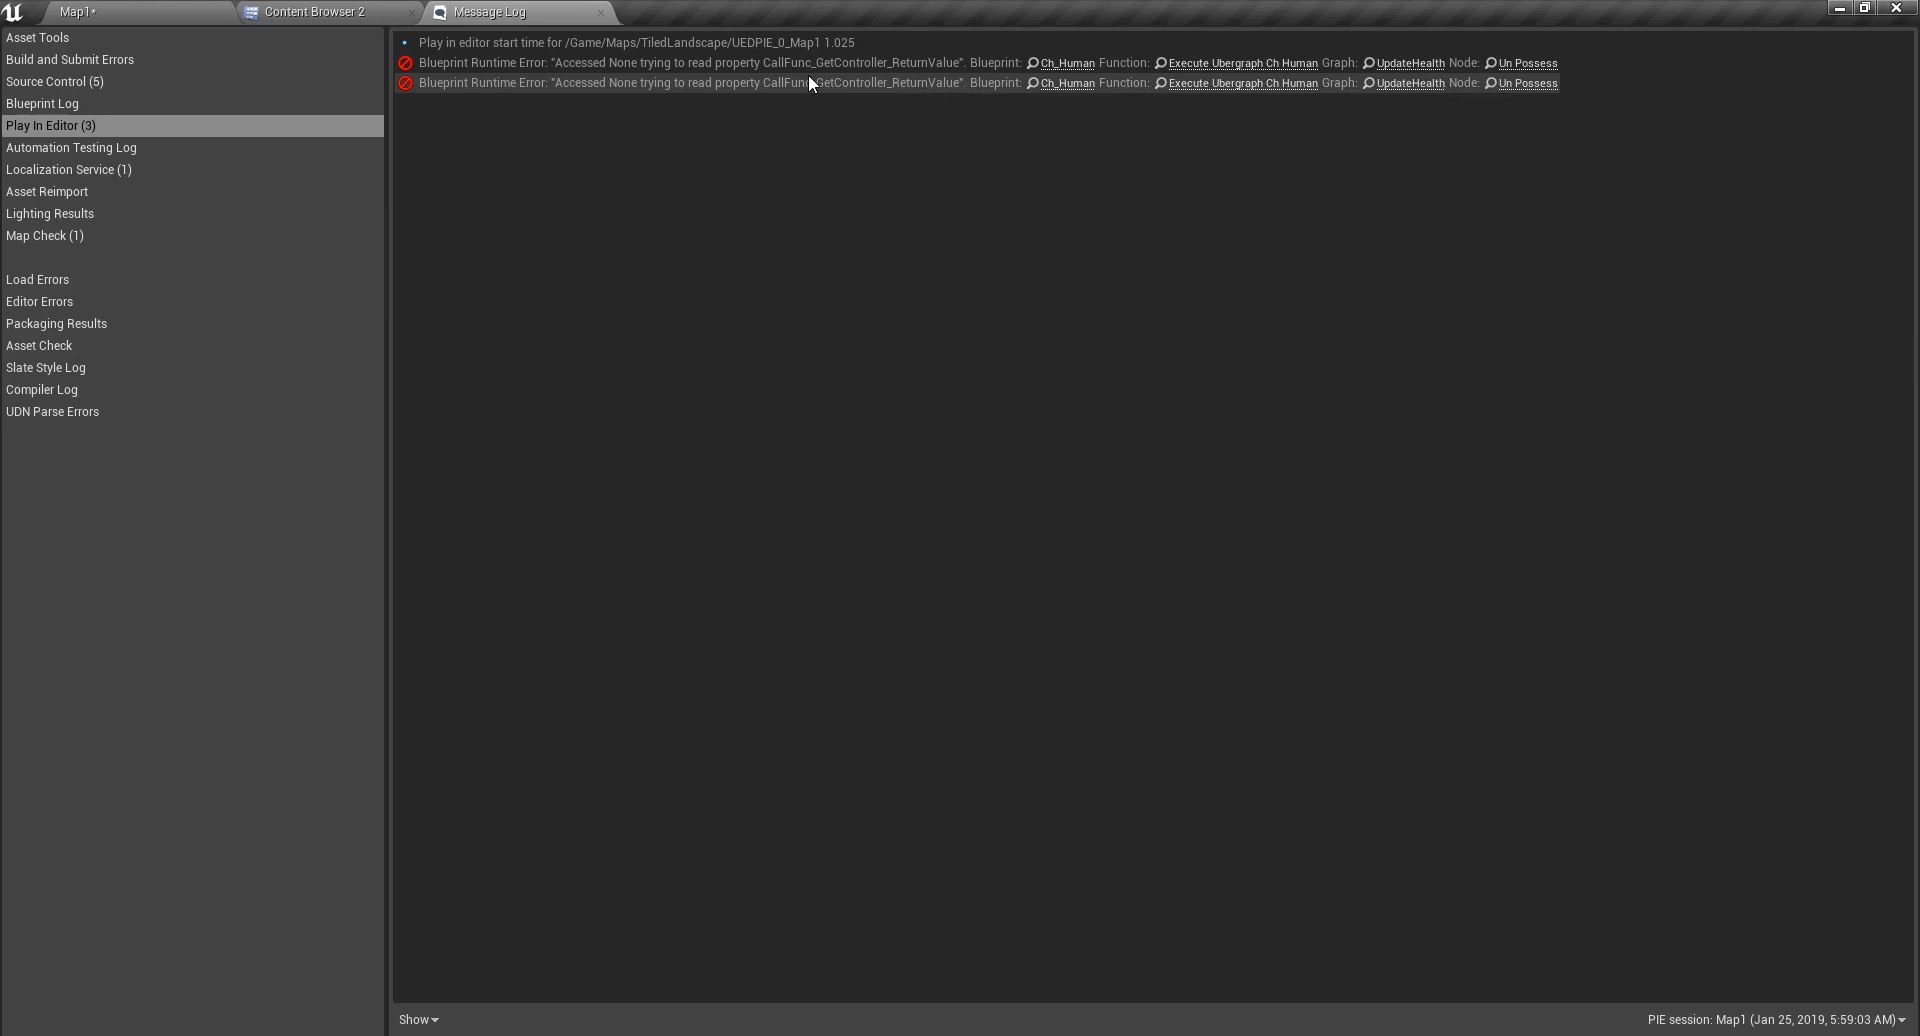 Map1*
Content Browser 2
Message Log
Asset Tools
Build and Submit Errors
Source Control (5)
Blueprint Log
Play In Editor (3)
Automation Testing Log
Localization Service (1)
Asset Reimport
Lighting Results
Map Check (1)
Load Errors
Editor Errors
Packaging Results
Asset Check
Slate Style Log
Compiler Log
UDN Parse Errors
Play in editor start time for /Game/Maps/TiledLandscape/UEDPIE_0_Map1 1.025
Blueprint Runtime Error: "Accessed None trying to read property CallFunc_GetController_ReturnValue". Blueprint: Ch_Human Function: Execute Ubergraph Ch Human Graph: UpdateHealth Node: Un Possess
Blueprint Runtime Error: "Accessed None trying to read property CallFunc_GetController_ReturnValue". Blueprint: Ch_Human Function: Execute Ubergraph Ch Human Graph: UpdateHealth Node: Un Possess
Show
PIE session: Map1 (Jan 25, 2019, 5:59:03 AM)